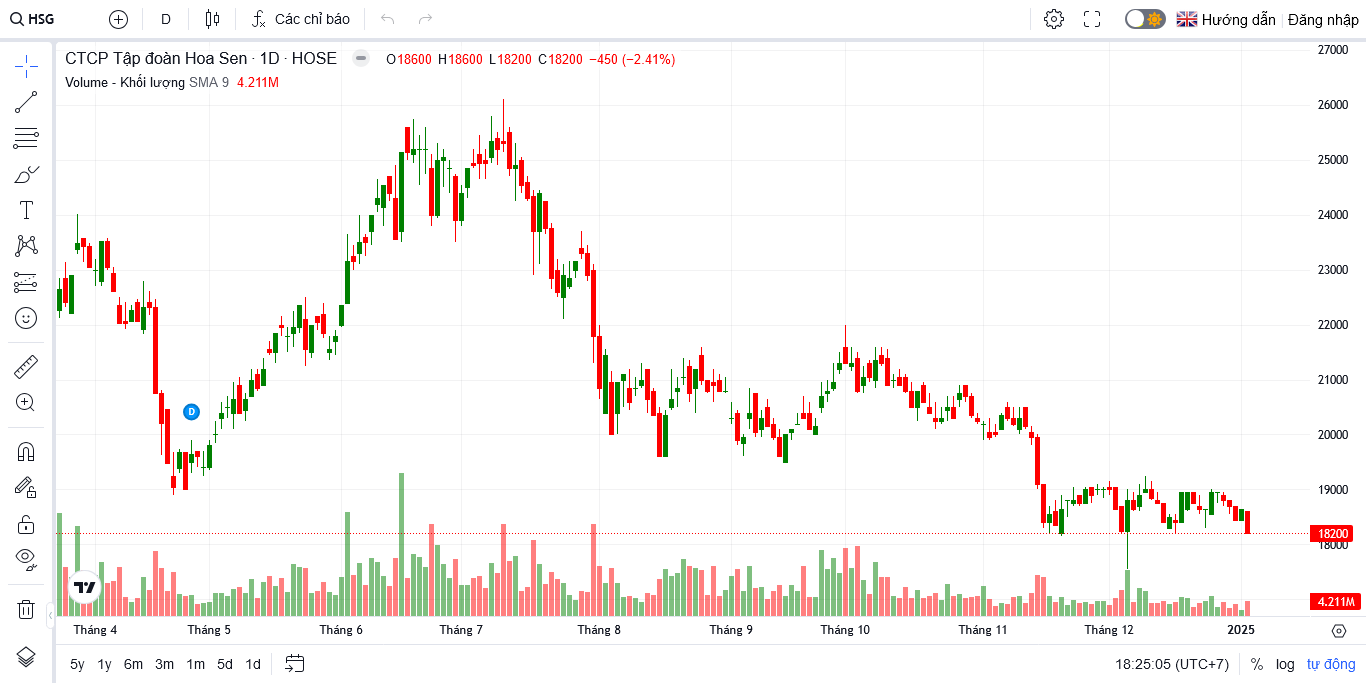 HSG D Các chỉ báo Hướng dẫn Đăng nhập
CTCP Tập đoàn Hoa Sen · 1D · HOSE O18600 H18600 L18200 C18200 −450 (−2.41%)
Volume - Khối lượng SMA 9 4.211M
27000
26000
25000
24000
23000
22000
21000
20000
19000
18200
18000
4.211M
D
T
Tháng 4 Tháng 5 Tháng 6 Tháng 7 Tháng 8 Tháng 9 Tháng 10 Tháng 11 Tháng 12 2025
5y 1y 6m 3m 1m 5d 1d 18:25:05 (UTC+7) % log tự động